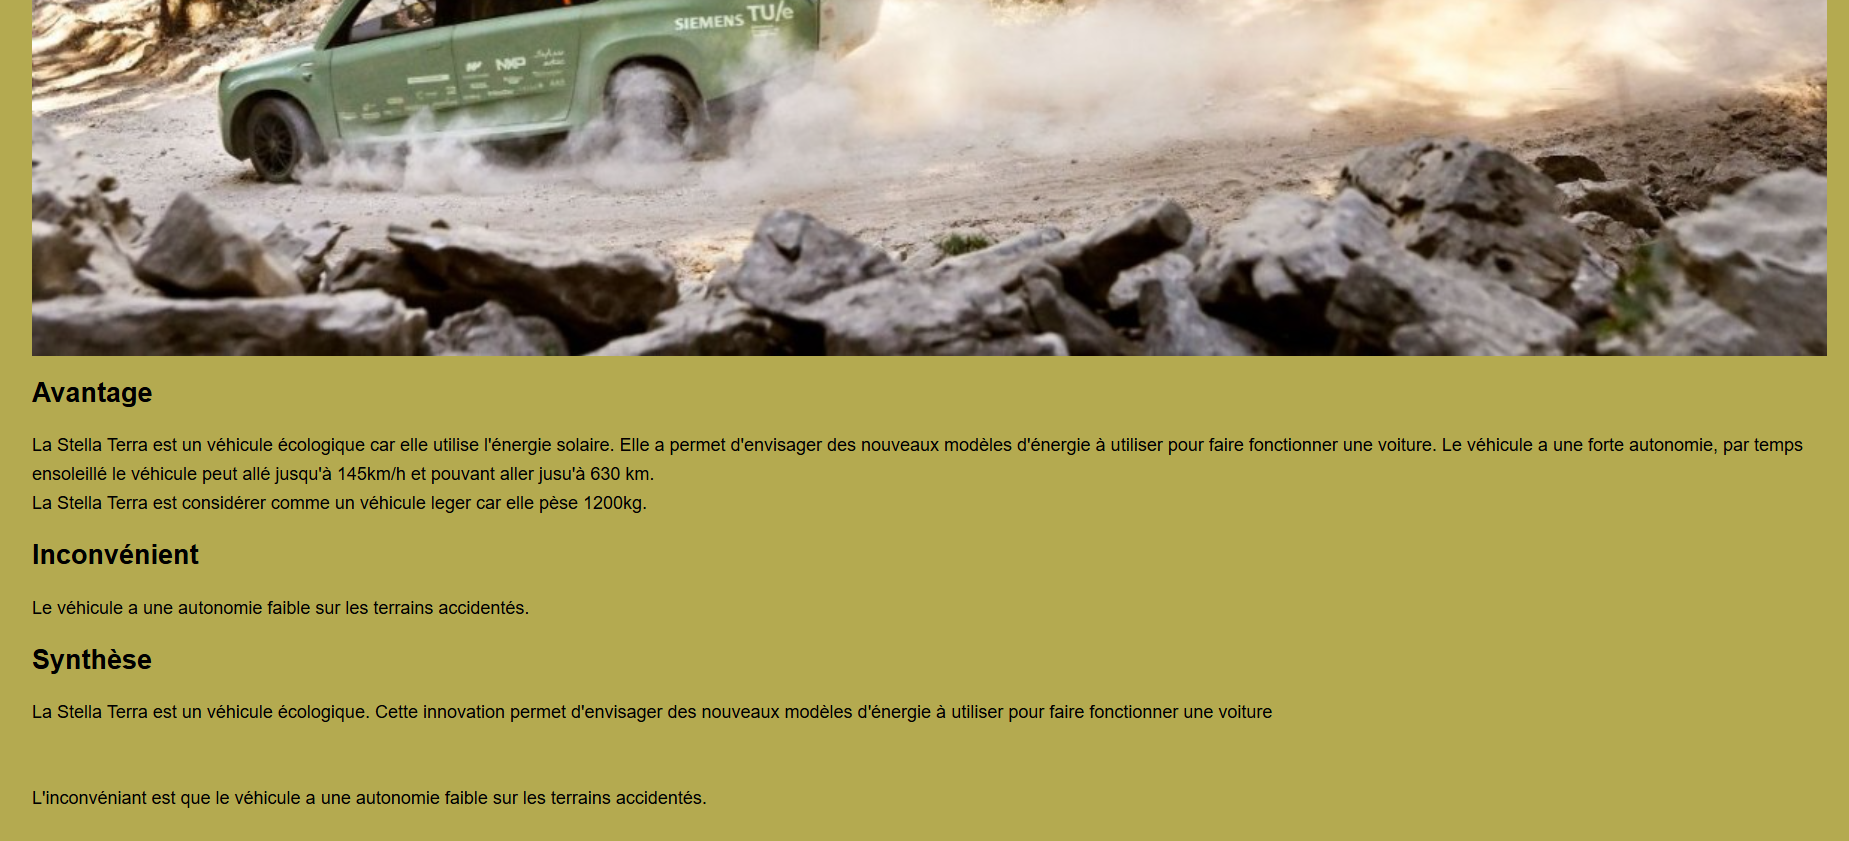 SIEMENS TU/e
NXP
Avantage
La Stella Terra est un véhicule écologique car elle utilise l'énergie solaire. Elle a permet d'envisager des nouveaux modèles d'énergie à utiliser pour faire fonctionner une voiture. Le véhicule a une forte autonomie, par temps
ensoleillé le véhicule peut allé jusqu'à 145km/h et pouvant aller jusu'à 630 km.
La Stella Terra est considérer comme un véhicule leger car elle pèse 1200kg.
Inconvénient
Le véhicule a une autonomie faible sur les terrains accidentés.
Synthèse
La Stella Terra est un véhicule écologique. Cette innovation permet d'envisager des nouveaux modèles d'énergie à utiliser pour faire fonctionner une voiture
L'inconvéniant est que le véhicule a une autonomie faible sur les terrains accidentés.